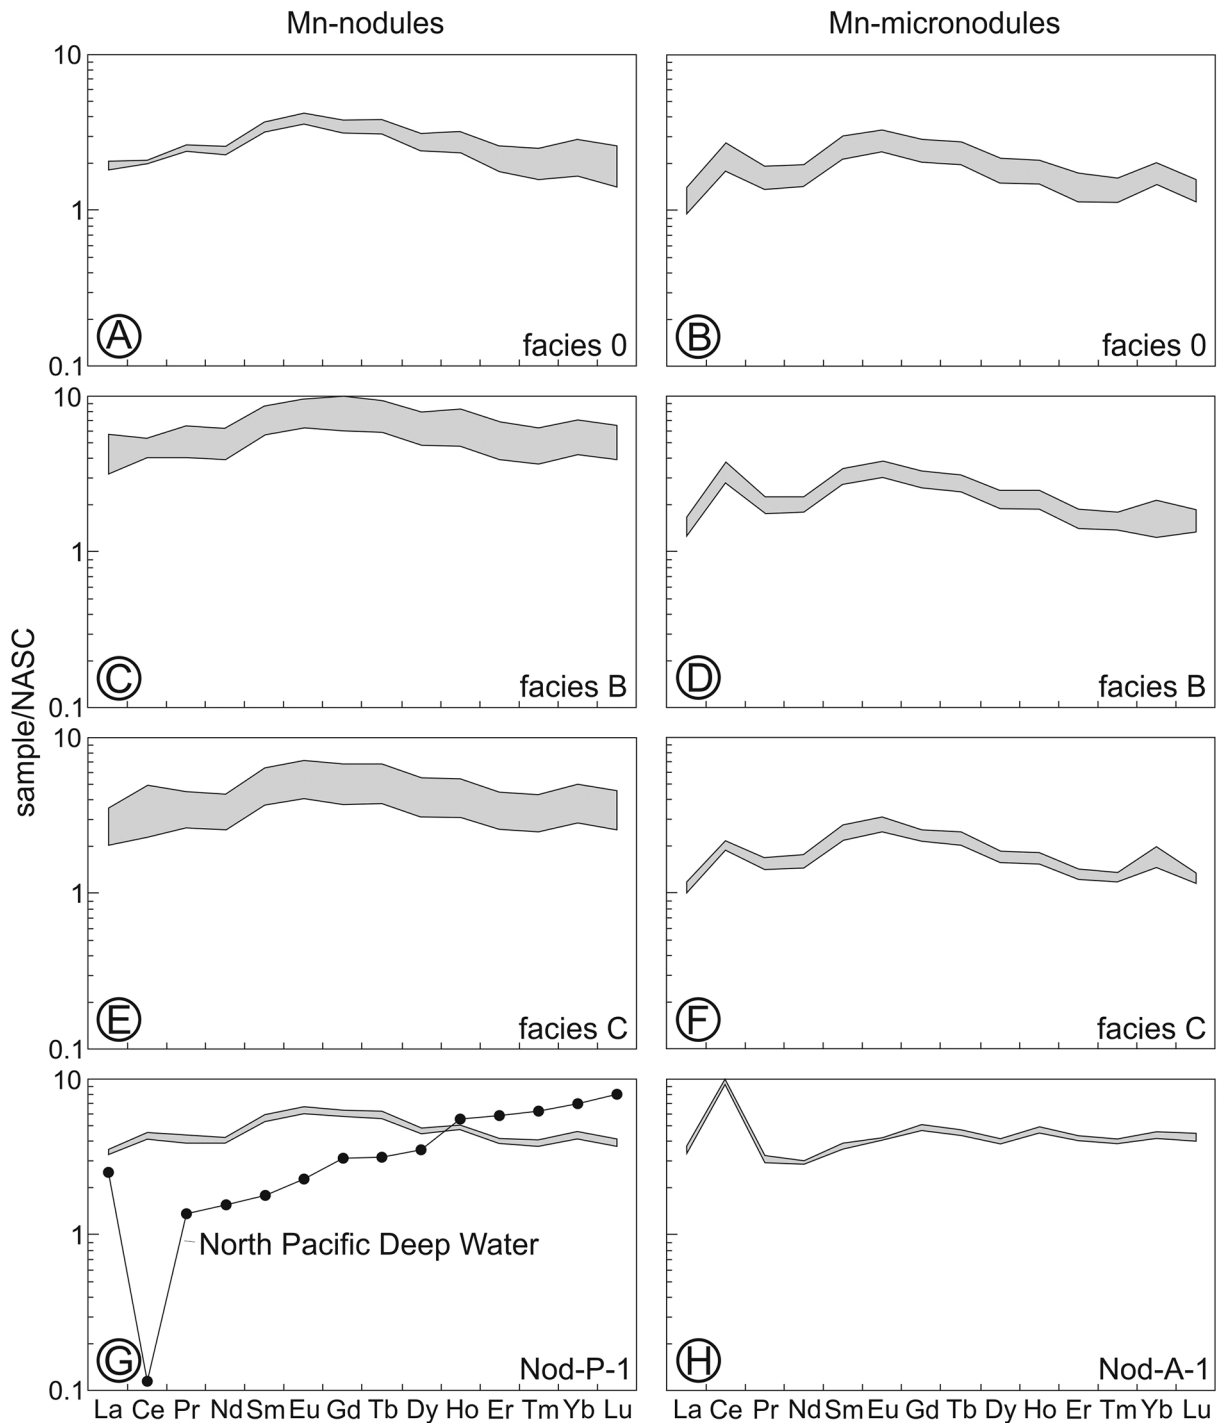 Mn-nodules
Mn-micronodules
sample/NASC
10
1
0.1
A
facies 0
B
facies 0
10
1
0.1
C
facies B
D
facies B
10
1
0.1
E
facies C
F
facies C
10
1
0.1
North Pacific Deep Water
G
Nod-P-1
H
Nod-A-1
La Ce Pr Nd Sm Eu Gd Tb Dy Ho Er Tm Yb Lu
La Ce Pr Nd Sm Eu Gd Tb Dy Ho Er Tm Yb Lu